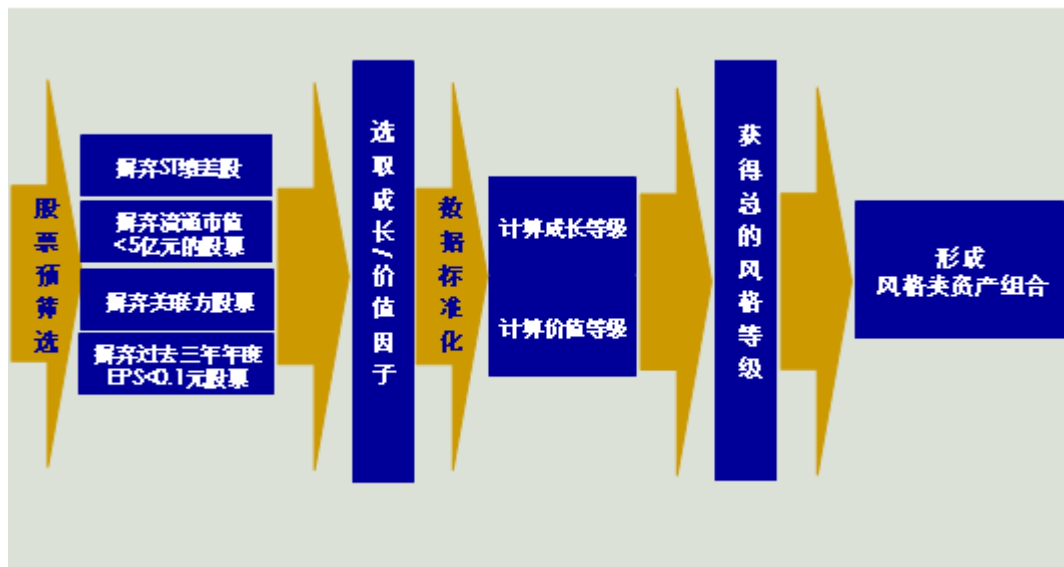 股票预筛选
摒弃ST绩差股
摒弃流通市值
<5亿元的股票
摒弃关联方股票
摒弃过去三年年度
EPS<0.1元股票
选取成长/价值因子
数据标准化
计算成长等级
计算价值等级
获得总的风格等级
形成
风格类资产组合